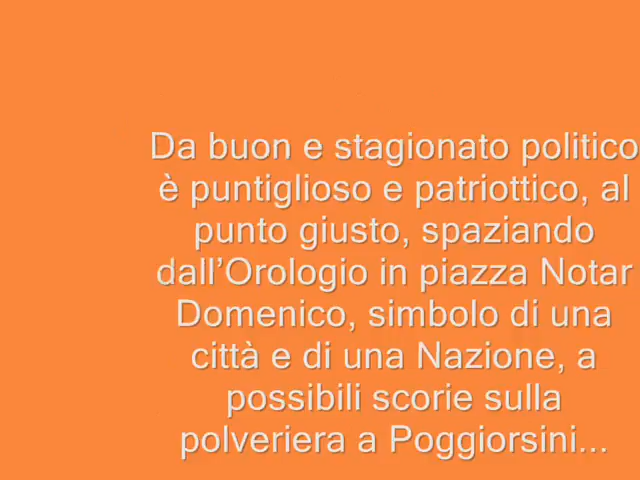 Da buon e stagionato politico
è puntiglioso e patriottico, al
punto giusto, spaziando
dall’Orologio in piazza Notar
Domenico, simbolo di una
città e di una Nazione, a
possibili scorie sulla
polveriera a Poggiorsini...